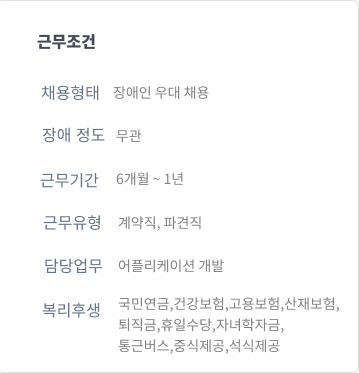 근무조건
채용형태 장애인 우대 채용
장애 정도 무관
근무기간 6개월 ~ 1년
근무유형 계약직, 파견직
담당업무 어플리케이션 개발
복리후생 국민연금,건강보험,고용보험,산재보험,
퇴직금,휴일수당,자녀학자금,
통근버스,중식제공,석식제공